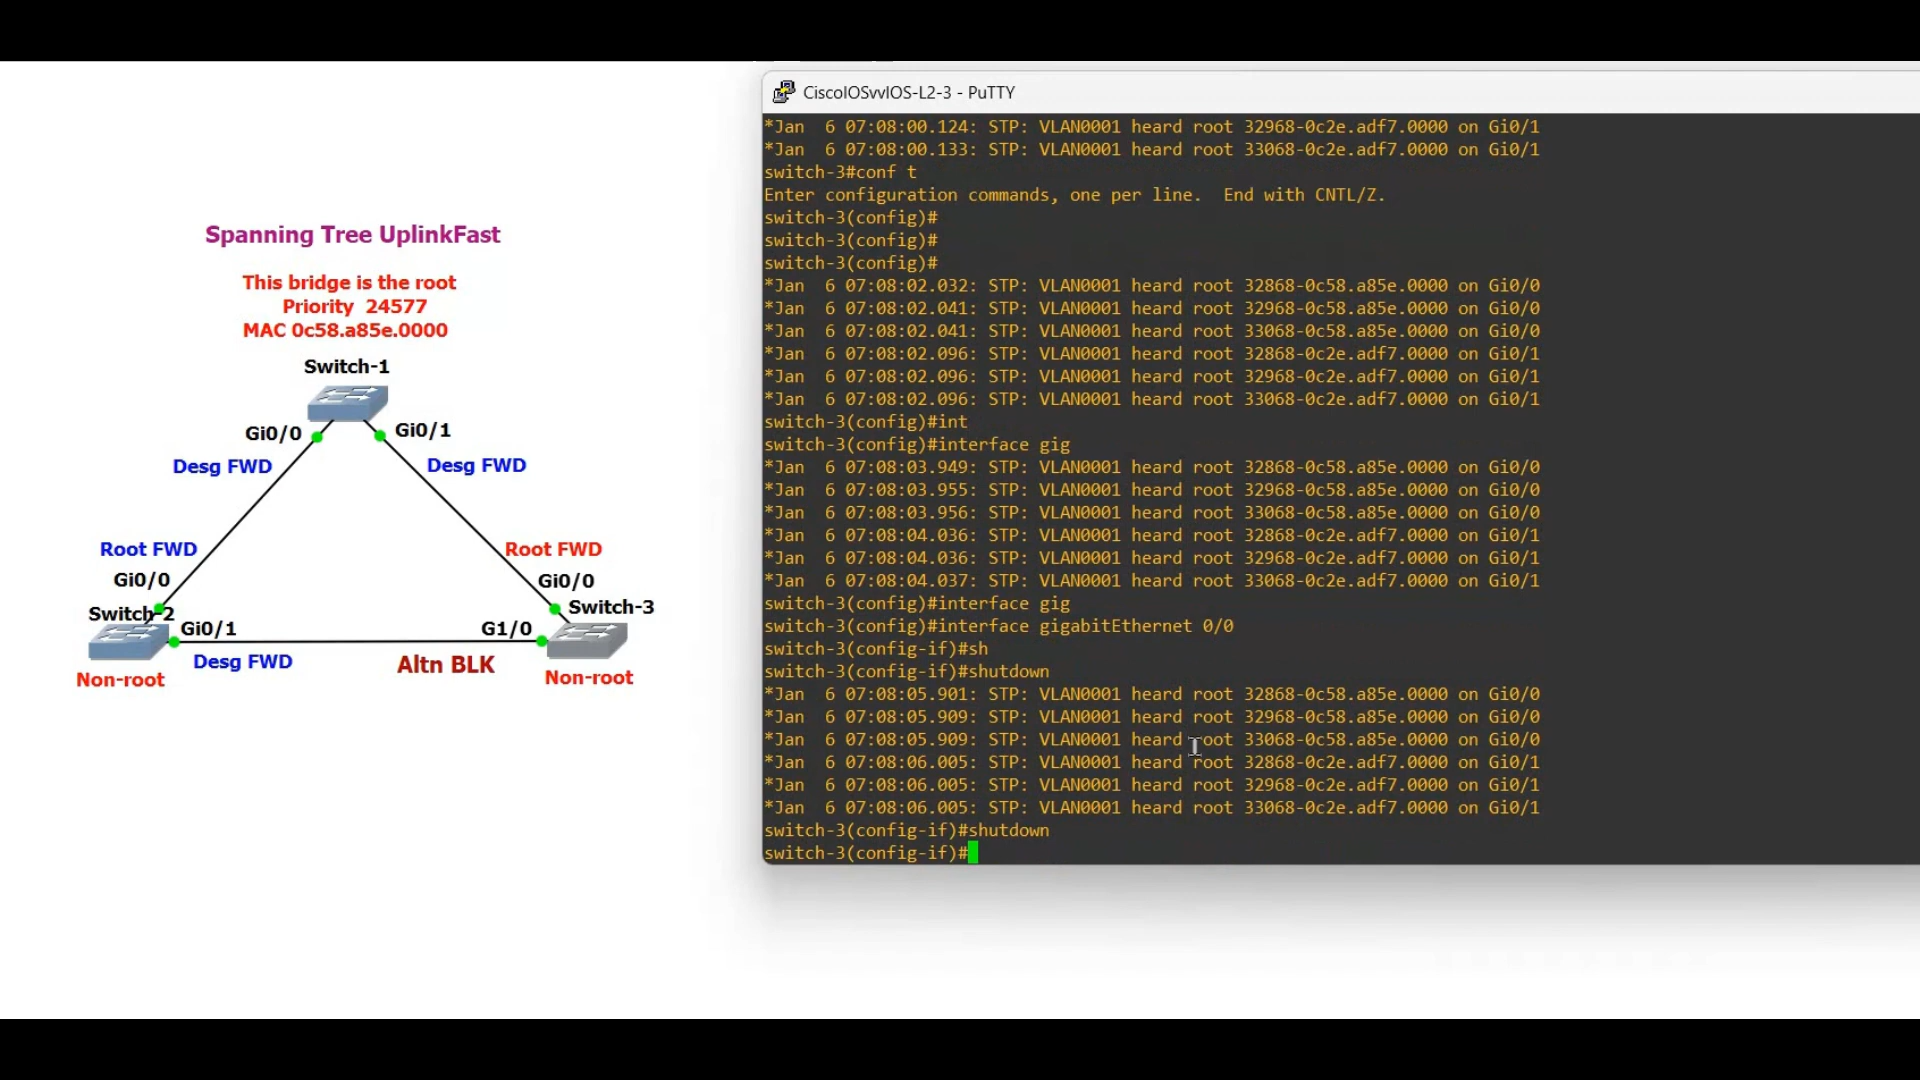 Spanning Tree UplinkFast
This bridge is the root
Priority 24577
MAC 0c58.a85e.0000
Switch-1
Gi0/0
Gi0/1
Desg FWD
Desg FWD
Root FWD
Root FWD
Gi0/0
Gi0/0
Switch-2
Switch-3
Gi0/1
G1/0
Desg FWD
Altn BLK
Non-root
Non-root
CiscoIOSvvIOS-L2-3 - PuTTY
*Jan  6 07:08:00.124: STP: VLAN0001 heard root 32968-0c2e.adf7.0000 on Gi0/1
*Jan  6 07:08:00.133: STP: VLAN0001 heard root 33068-0c2e.adf7.0000 on Gi0/1
switch-3#conf t
Enter configuration commands, one per line.  End with CNTL/Z.
switch-3(config)#
switch-3(config)#
switch-3(config)#
*Jan  6 07:08:02.032: STP: VLAN0001 heard root 32868-0c58.a85e.0000 on Gi0/0
*Jan  6 07:08:02.041: STP: VLAN0001 heard root 32968-0c58.a85e.0000 on Gi0/0
*Jan  6 07:08:02.041: STP: VLAN0001 heard root 33068-0c58.a85e.0000 on Gi0/0
*Jan  6 07:08:02.096: STP: VLAN0001 heard root 32868-0c2e.adf7.0000 on Gi0/1
*Jan  6 07:08:02.096: STP: VLAN0001 heard root 32968-0c2e.adf7.0000 on Gi0/1
*Jan  6 07:08:02.096: STP: VLAN0001 heard root 33068-0c2e.adf7.0000 on Gi0/1
switch-3(config)#int
switch-3(config)#interface gig
*Jan  6 07:08:03.949: STP: VLAN0001 heard root 32868-0c58.a85e.0000 on Gi0/0
*Jan  6 07:08:03.955: STP: VLAN0001 heard root 32968-0c58.a85e.0000 on Gi0/0
*Jan  6 07:08:03.956: STP: VLAN0001 heard root 33068-0c58.a85e.0000 on Gi0/0
*Jan  6 07:08:04.036: STP: VLAN0001 heard root 32868-0c2e.adf7.0000 on Gi0/1
*Jan  6 07:08:04.036: STP: VLAN0001 heard root 32968-0c2e.adf7.0000 on Gi0/1
*Jan  6 07:08:04.037: STP: VLAN0001 heard root 33068-0c2e.adf7.0000 on Gi0/1
switch-3(config)#interface gig
switch-3(config)#interface gigabitEthernet 0/0
switch-3(config-if)#sh
switch-3(config-if)#shutdown
*Jan  6 07:08:05.901: STP: VLAN0001 heard root 32868-0c58.a85e.0000 on Gi0/0
*Jan  6 07:08:05.909: STP: VLAN0001 heard root 32968-0c58.a85e.0000 on Gi0/0
*Jan  6 07:08:05.909: STP: VLAN0001 heard root 33068-0c58.a85e.0000 on Gi0/0
*Jan  6 07:08:06.005: STP: VLAN0001 heard root 32868-0c2e.adf7.0000 on Gi0/1
*Jan  6 07:08:06.005: STP: VLAN0001 heard root 32968-0c2e.adf7.0000 on Gi0/1
*Jan  6 07:08:06.005: STP: VLAN0001 heard root 33068-0c2e.adf7.0000 on Gi0/1
switch-3(config-if)#shutdown
switch-3(config-if)#